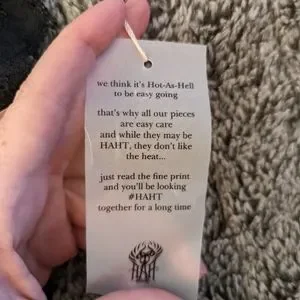 we think it's Hot-As-Hell
to be easy going
that's why all our pieces
are easy care
and while they may be
HAHT, they don't like
the heat...
just read the fine print
and you'll be looking
#HAHT
together for a long time
HAHT